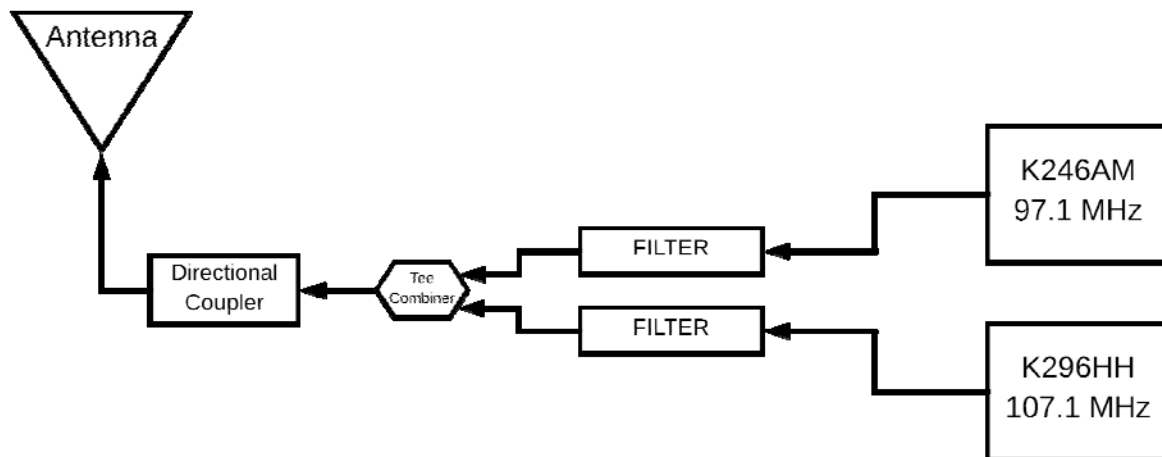 Antenna
K246AM
97.1 MHz
FILTER
Directional
Coupler
Tee
Combiner
FILTER
K296HH
107.1 MHz